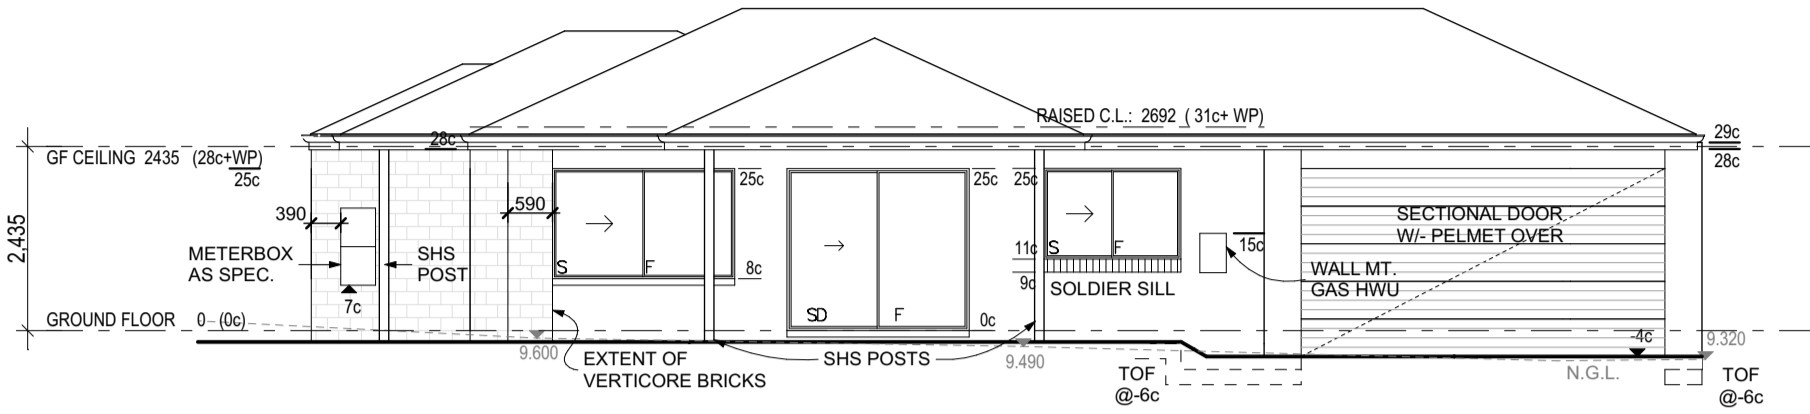 RAISED C.L.: 2692 ( 31c+ WP)
28c
29c
28c
GF CEILING 2435 (28c+WP)
25c
25c
25c
25c
390
590
2,435
SECTIONAL DOOR
W/- PELMET OVER
METERBOX
AS SPEC.
SHS
POST
S
F
SD
F
S
F
11c
15c
8c
9c
SOLDIER SILL
WALL MT.
GAS HWU
7c
GROUND FLOOR 0 (0c)
0c
-4c
9.320
9.600
9.490
EXTENT OF
VERTICORE BRICKS
SHS POSTS
TOF
@-6c
N.G.L.
TOF
@-6c